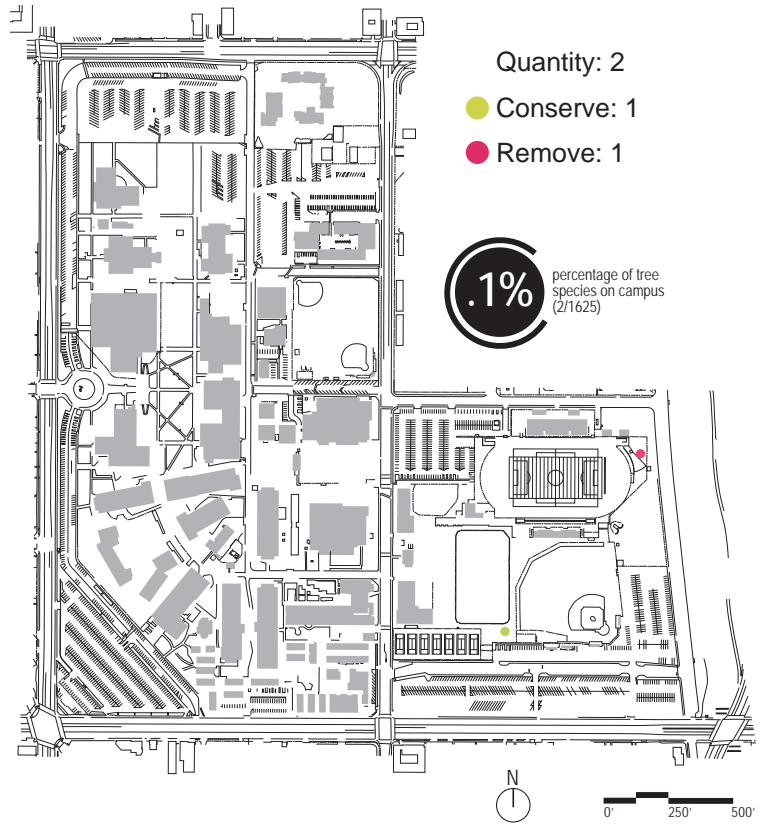 Quantity: 2
Conserve: 1
Remove: 1
.1%
percentage of tree
species on campus
(2/1625)
N
0' 250' 500'